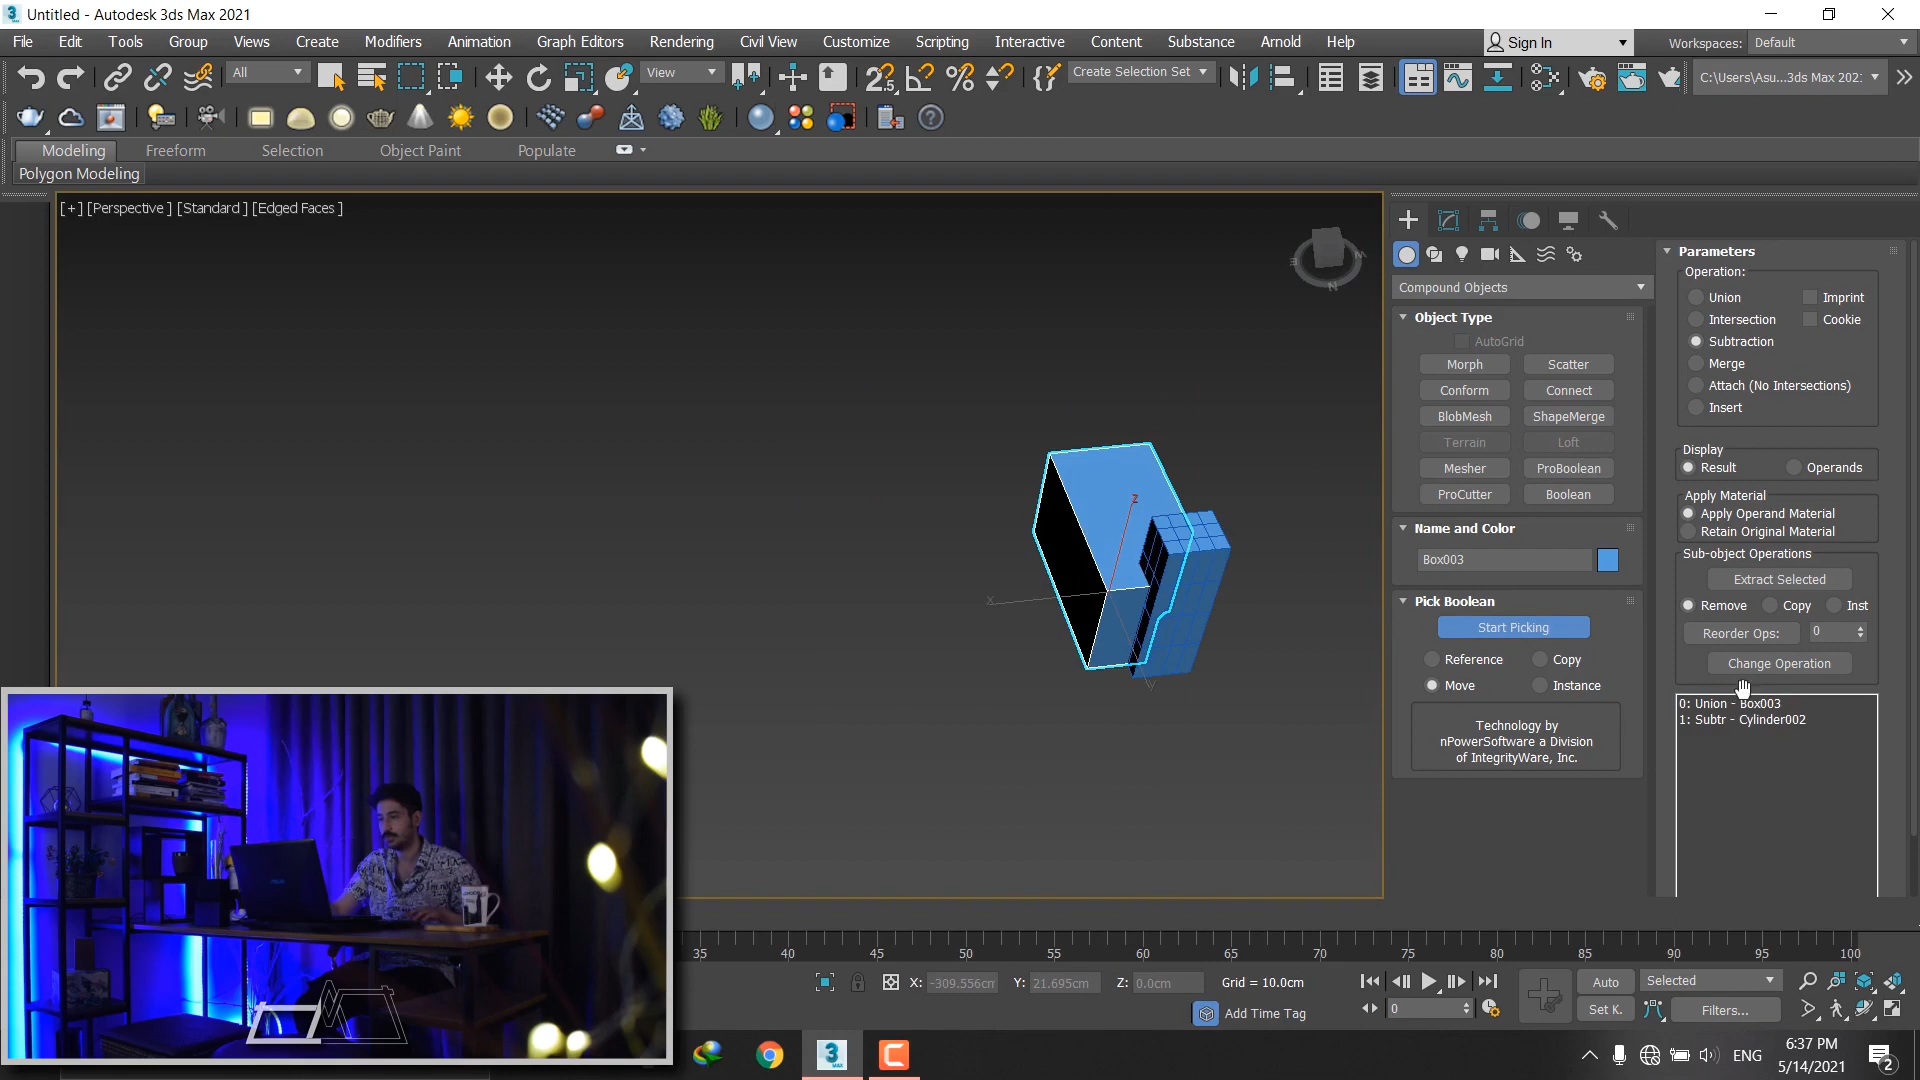 Untitled - Autodesk 3ds Max 2021
File Edit Tools Group Views Create Modifiers Animation Graph Editors Rendering Civil View Customize Scripting Interactive Content Substance Arnold Help
Sign In
Workspaces: Default
All
View
Create Selection Set
C:\Users\Asu...3ds Max 202:
Modeling Freeform Selection Object Paint Populate
Polygon Modeling
[+] [Perspective ] [Standard ] [Edged Faces ]
Compound Objects
Object Type
AutoGrid
Morph Scatter
Conform Connect
BlobMesh ShapeMerge
Terrain Loft
Mesher ProBoolean
ProCutter Boolean
Name and Color
Box003
Pick Boolean
Start Picking
Reference Copy
Move Instance
Technology by
nPowerSoftware a Division
of IntegrityWare, Inc.
Parameters
Operation:
Union Imprint
Intersection Cookie
Subtraction
Merge
Attach (No Intersections)
Insert
Display
Result Operands
Apply Material
Apply Operand Material
Retain Original Material
Sub-object Operations
Extract Selected
Remove Copy Inst
Reorder Ops: 0
Change Operation
0: Union - Box003
1: Subtr - Cylinder002
z
x
y
35 40 45 50 55 60 65 70 75 80 85 90 95 100
X: -309.556cm Y: 21.695cm Z: 0.0cm Grid = 10.0cm
Add Time Tag
0
Auto Selected
Set K. Filters...
ENG
6:37 PM
5/14/2021
2